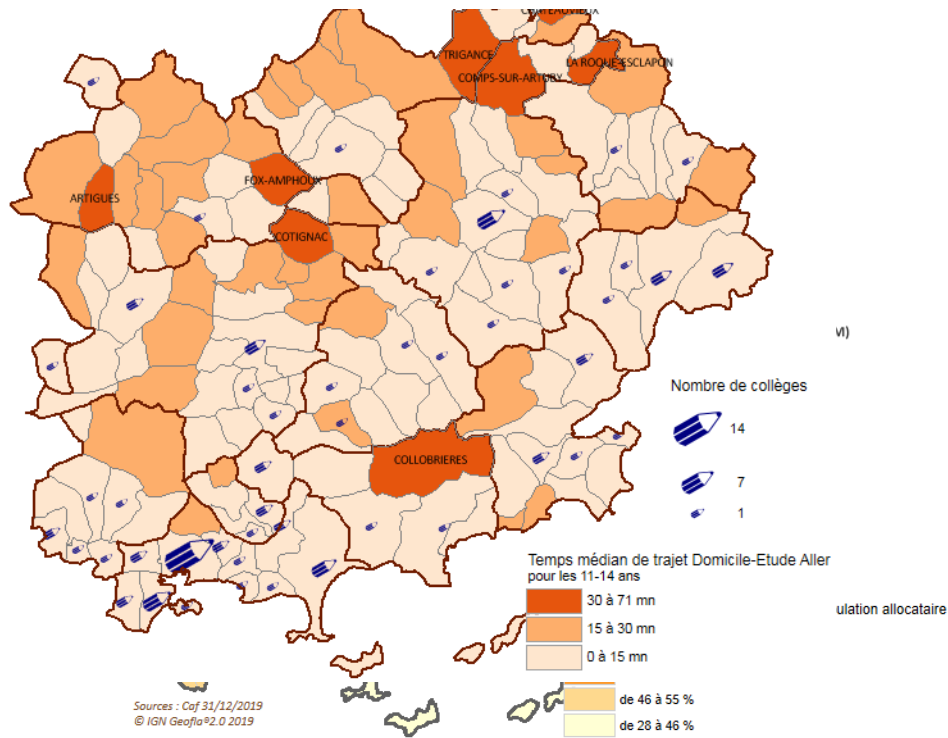 CHATEAUVIEUX
TRIGANCE
LA ROQUE-ESCLAPON
COMPS-SUR-ARTUBY
FOX-AMPHOUX
ARTIGUES
COTIGNAC
VI)
Nombre de collèges
14
COLLOBRIERES
7
1
Temps médian de trajet Domicile-Etude Aller
pour les 11-14 ans
30 à 71 mn
ulation allocataire
15 à 30 mn
0 à 15 mn
de 46 à 55 %
Sources : Caf 31/12/2019
© IGN Geofla®2.0 2019
de 28 à 46 %